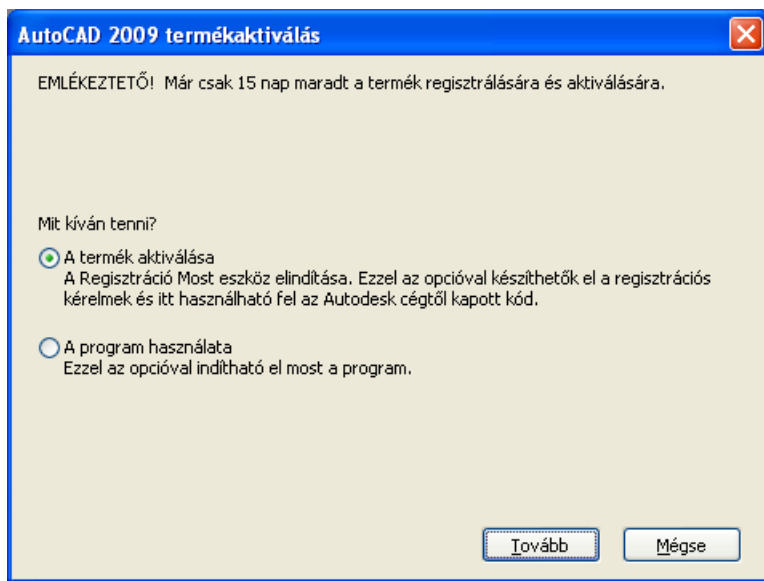 AutoCAD 2009 termékaktiválás
EMLÉKEZTETŐ! Már csak 15 nap maradt a termék regisztrálására és aktiválására.
Mit kíván tenni?
A termék aktiválása
A Regisztráció Most eszköz elindítása. Ezzel az opcióval készíthetők el a regisztrációs
kérelmek és itt használható fel az Autodesk cégtől kapott kód.
A program használata
Ezzel az opcióval indítható el most a program.
Tovább Mégse